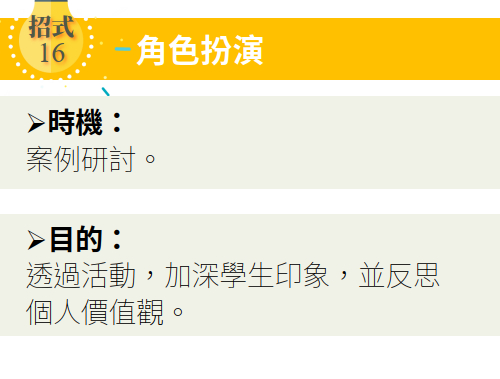 招式
16
角色扮演
➢時機：
案例研討。
➢目的：
透過活動，加深學生印象，並反思
個人價值觀。